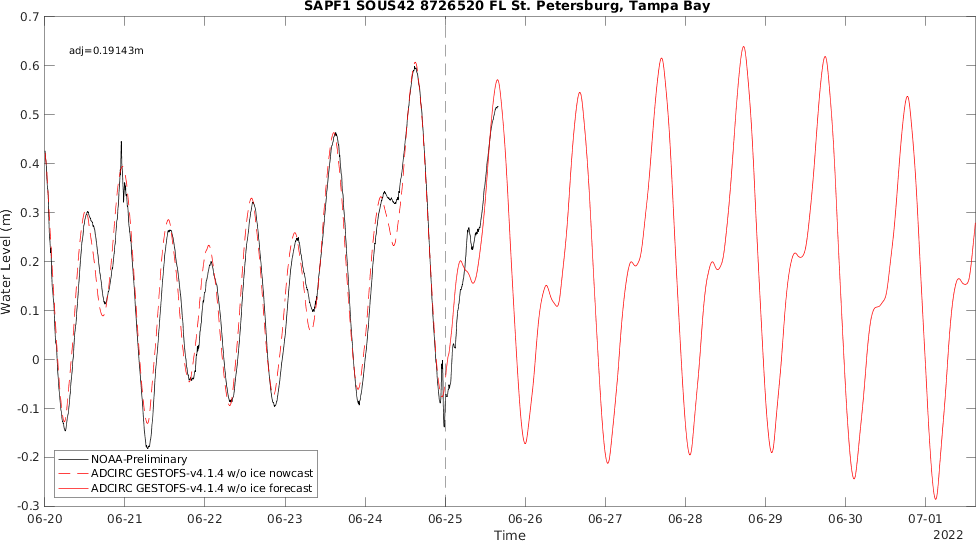 SAPF1 SOUS42 8726520 FL St. Petersburg, Tampa Bay
0.7
adj=0.19143m
0.6
0.5
0.4
0.3
0.2
0.1
0
-0.1
-0.2
-0.3
Water Level (m)
NOAA-Preliminary
ADCIRC GESTOFS-v4.1.4 w/o ice nowcast
ADCIRC GESTOFS-v4.1.4 w/o ice forecast
06-20 06-21 06-22 06-23 06-24 06-25 06-26 06-27 06-28 06-29 06-30 07-01
Time
2022